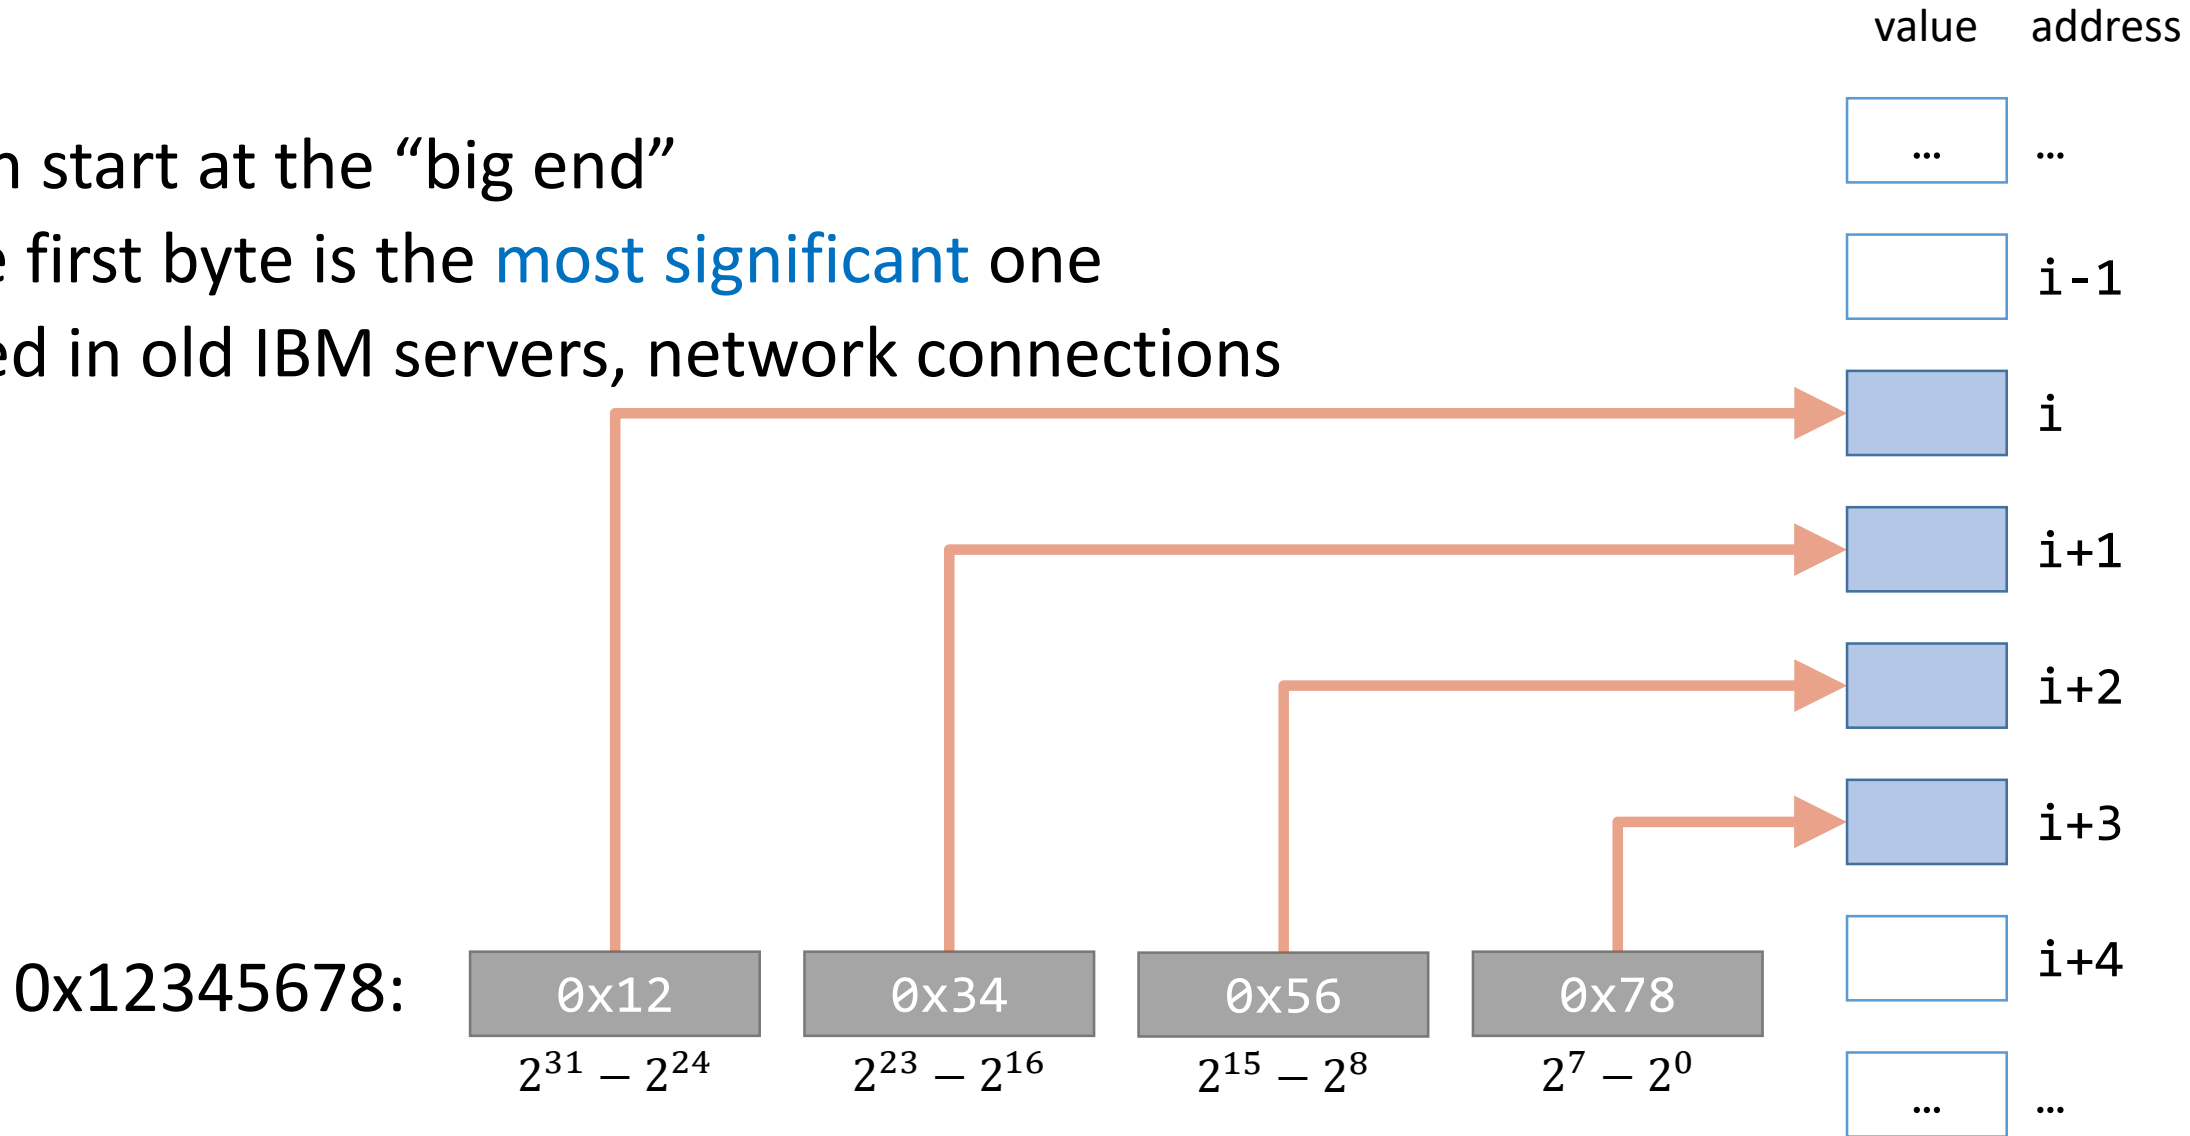 value address
… …
n start at the “big end”
e first byte is the most significant one
i-1
ed in old IBM servers, network connections
i
i+1
i+2
i+3
i+4
0x12345678: 0x12 0x34 0x56 0x78
2³¹ – 2²⁴ 2²³ – 2¹⁶ 2¹⁵ – 2⁸ 2⁷ – 2⁰
… …